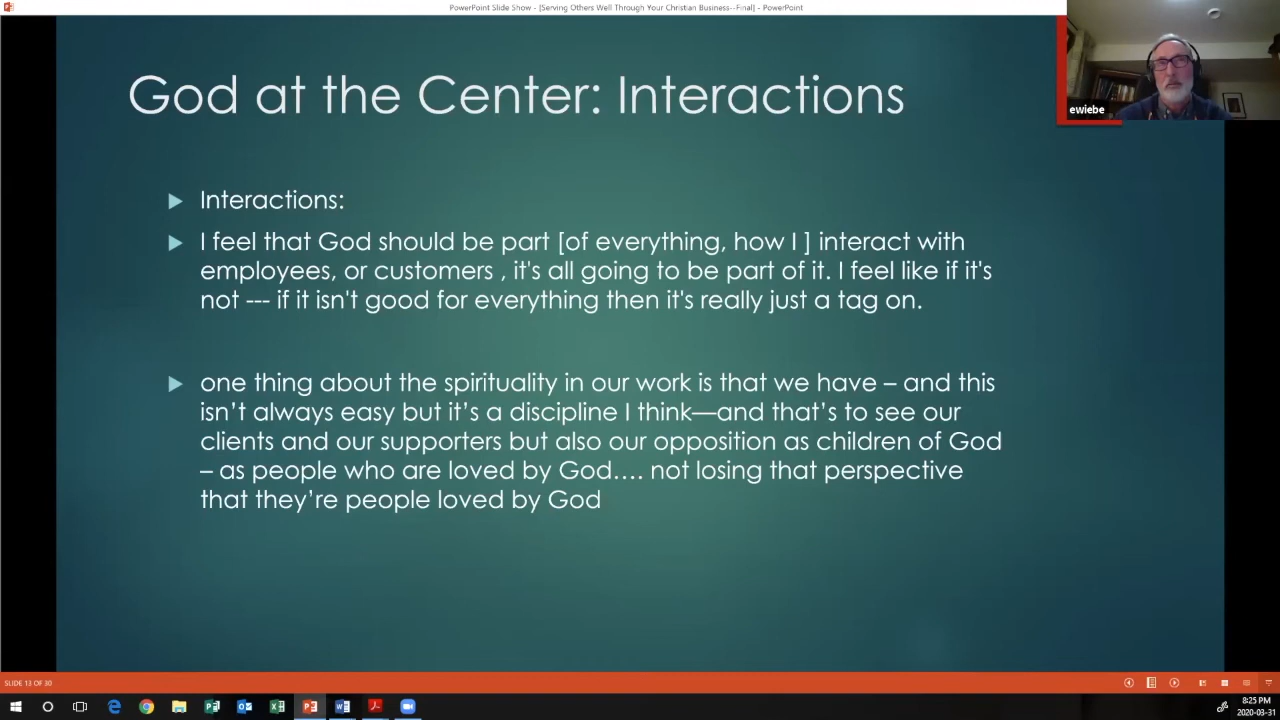 PowerPoint Slide Show - [Serving Others Well Through Your Christian Business--Final] - PowerPoint
God at the Center: Interactions
ewiebe
Interactions:
I feel that God should be part [of everything, how I ] interact with
employees, or customers , it's all going to be part of it. I feel like if it's
not --- if it isn't good for everything then it's really just a tag on.
one thing about the spirituality in our work is that we have – and this
isn't always easy but it's a discipline I think—and that's to see our
clients and our supporters but also our opposition as children of God
– as people who are loved by God…. not losing that perspective
that they're people loved by God
SLIDE 13 OF 30
8:25 PM
2020-03-31